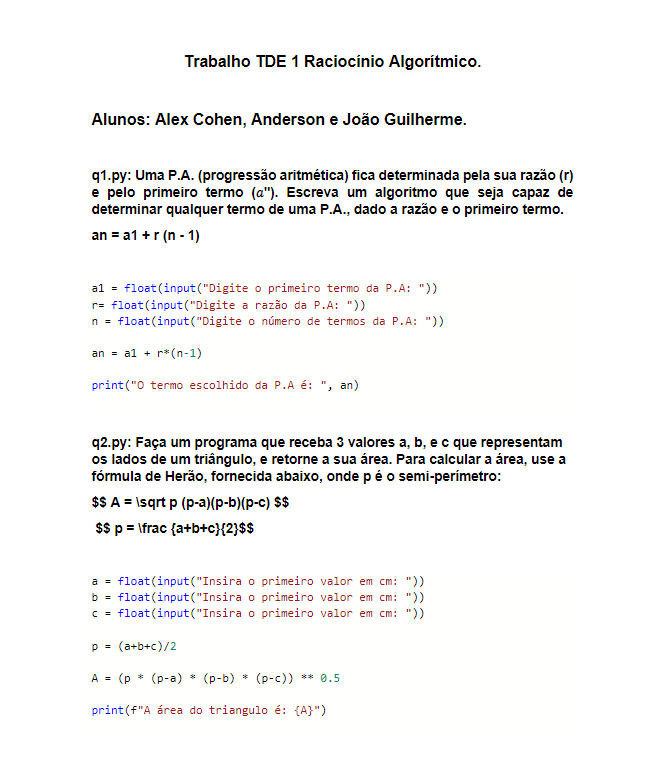 Trabalho TDE 1 Raciocínio Algorítmico.
Alunos: Alex Cohen, Anderson e João Guilherme.
q1.py: Uma P.A. (progressão aritmética) fica determinada pela sua razão (r)
e pelo primeiro termo (𝑎"). Escreva um algoritmo que seja capaz de
determinar qualquer termo de uma P.A., dado a razão e o primeiro termo.
an = a1 + r (n - 1)
a1 = float(input("Digite o primeiro termo da P.A: "))
r= float(input("Digite a razão da P.A: "))
n = float(input("Digite o número de termos da P.A: "))
an = a1 + r*(n-1)
print("O termo escolhido da P.A é: ", an)
q2.py: Faça um programa que receba 3 valores a, b, e c que representam
os lados de um triângulo, e retorne a sua área. Para calcular a área, use a
fórmula de Herão, fornecida abaixo, onde p é o semi-perímetro:
$$ A = \sqrt p (p-a)(p-b)(p-c) $$
$$ p = \frac {a+b+c}{2}$$
a = float(input("Insira o primeiro valor em cm: "))
b = float(input("Insira o primeiro valor em cm: "))
c = float(input("Insira o primeiro valor em cm: "))
p = (a+b+c)/2
A = (p * (p-a) * (p-b) * (p-c)) ** 0.5
print(f"A área do triangulo é: {A}")